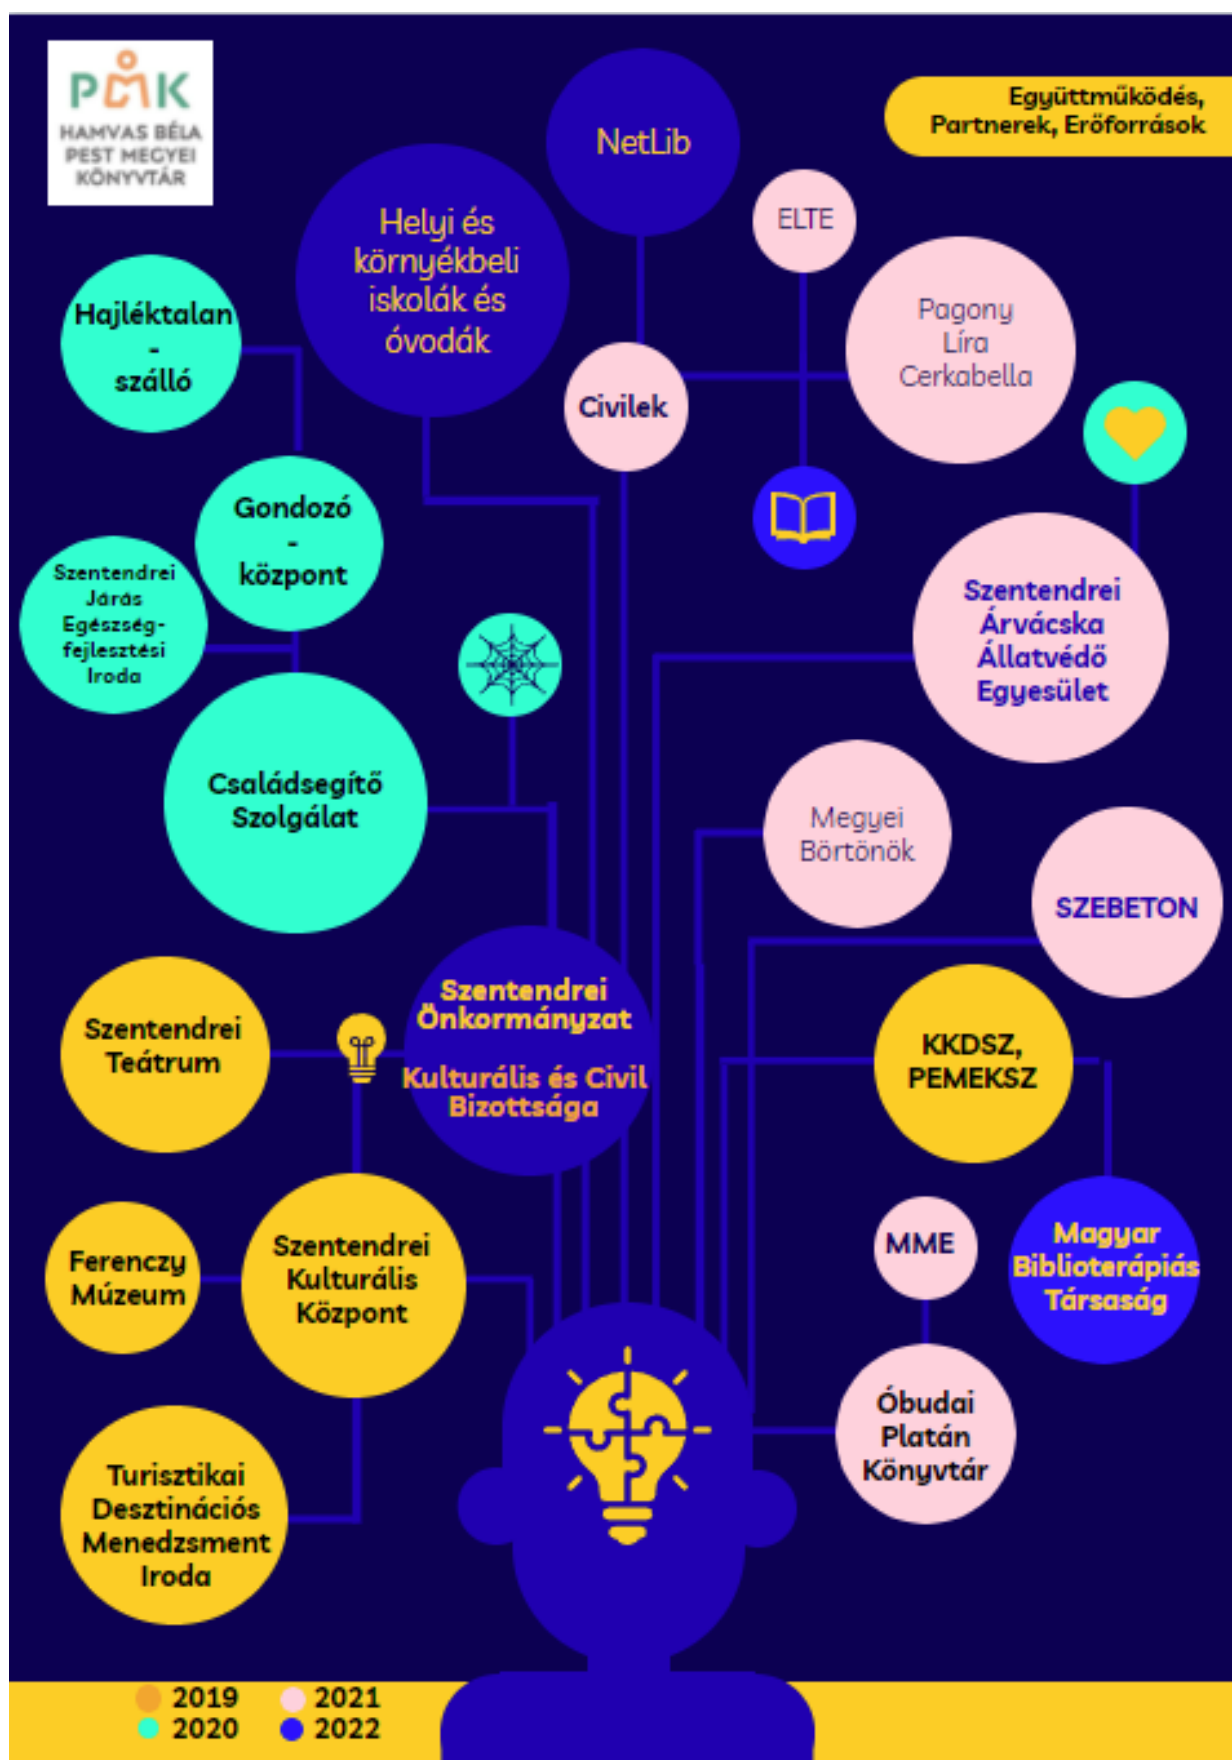 PMK
HAMVAS BÉLA
PEST MEGYEI
KÖNYVTÁR
Együttműködés,
Partnerek, Erőforrások
NetLib
Helyi és
környékbeli
iskolák és
óvodák
ELTE
Pagony
Líra
Cerkabella
Hajléktalan
-
szálló
Civilek
Gondozó
-
központ
Szentendrei
Járás
Egészség-
fejlesztési
Iroda
Szentendrei
Árvácska
Állatvédő
Egyesület
Családsegítő
Szolgálat
Megyei
Börtönök
SZEBETON
Szentendrei
Önkormányzat
Kulturális és Civil
Bizottsága
Szentendrei
Teátrum
KKDSZ,
PEMEKSZ
Ferenczy
Múzeum
Szentendrei
Kulturális
Központ
MME
Magyar
Biblioterápiás
Társaság
Óbudai
Platán
Könyvtár
Turisztikai
Desztinációs
Menedzsment
Iroda
2019
2021
2020
2022